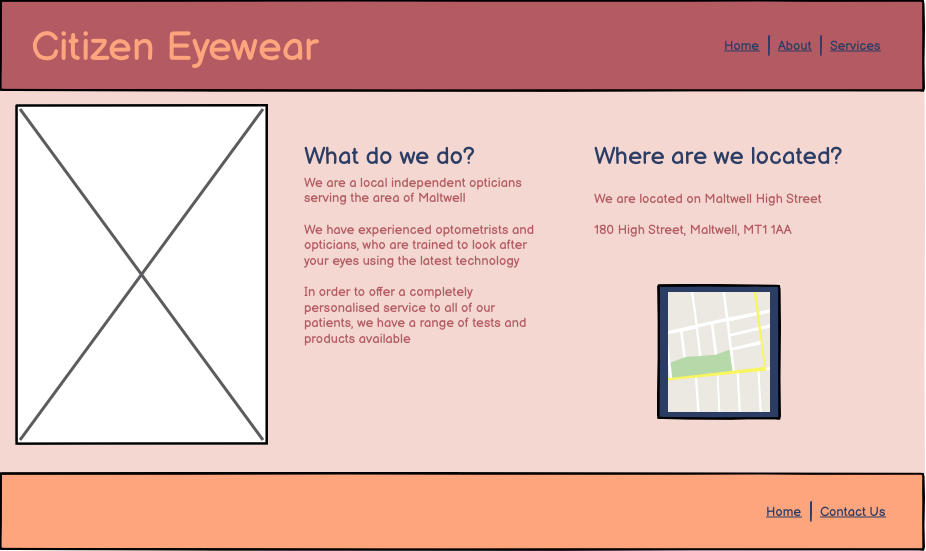 Citizen Eyewear
Home About Services
What do we do?
We are a local independent opticians
serving the area of Maltwell
We have experienced optometrists and
opticians, who are trained to look after
your eyes using the latest technology
In order to offer a completely
personalised service to all of our
patients, we have a range of tests and
products available
Where are we located?
We are located on Maltwell High Street
180 High Street, Maltwell, MT1 1AA
Home Contact Us